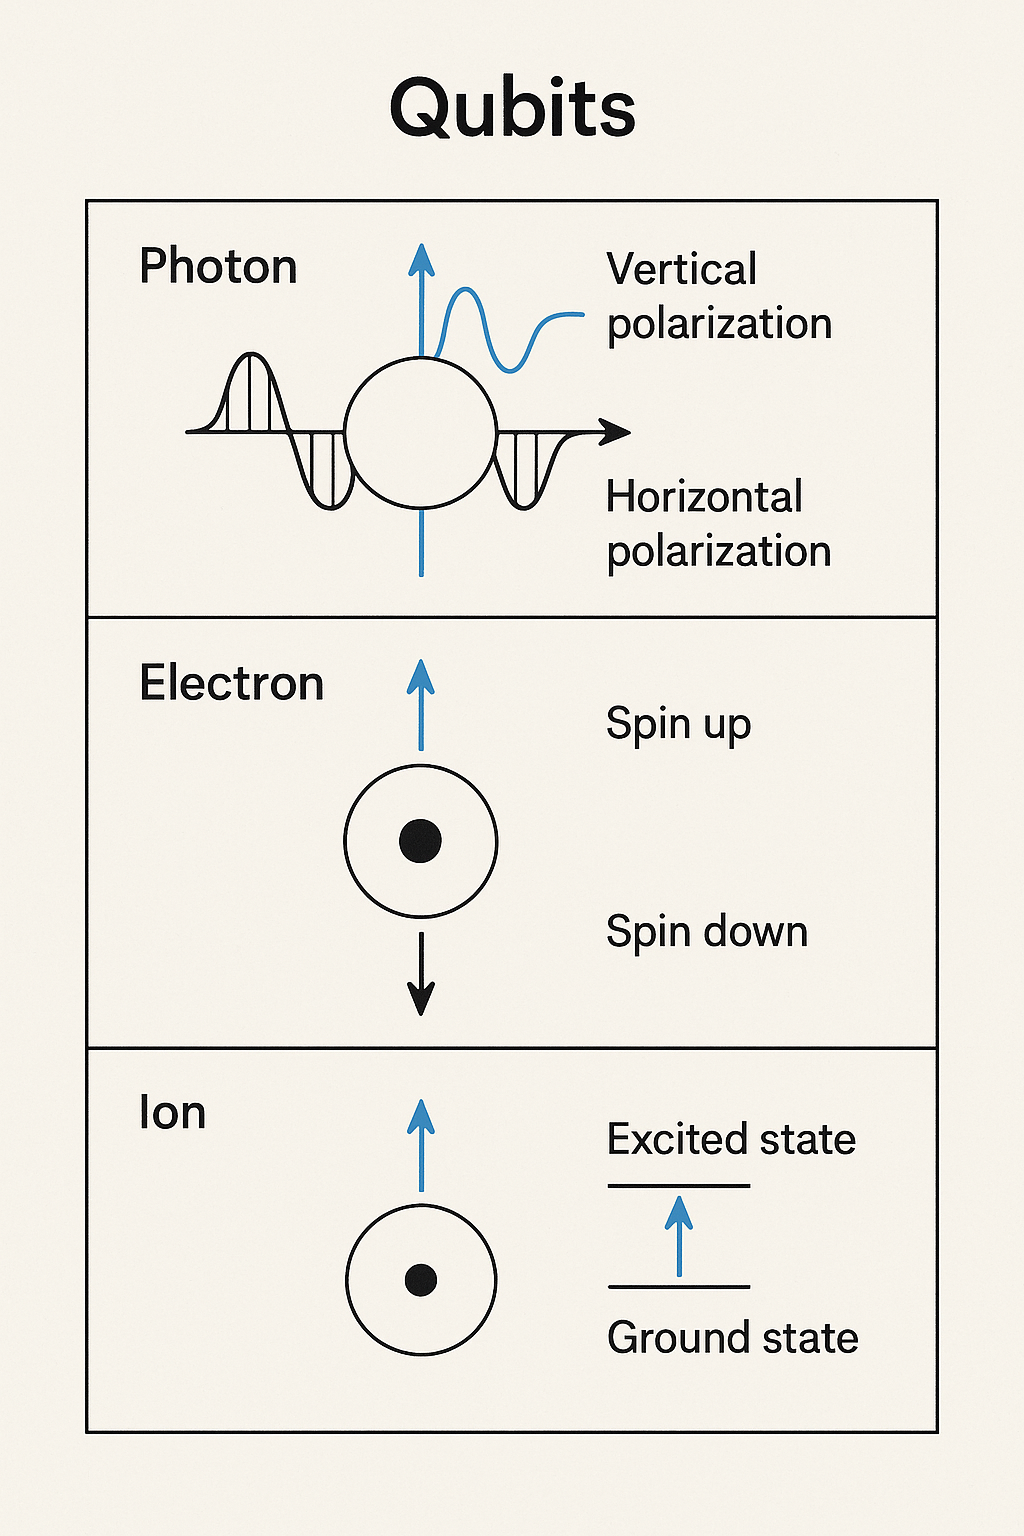 Qubits
Photon
Vertical
polarization
Horizontal
polarization
Electron
Spin up
Spin down
Ion
Excited state
Ground state